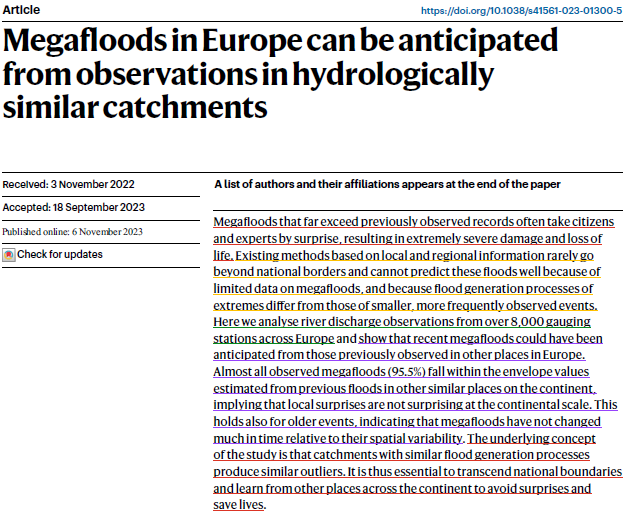 Article
https://doi.org/10.1038/s41561-023-01300-5
Megafloods in Europe can be anticipated
from observations in hydrologically
similar catchments
Received: 3 November 2022
Accepted: 18 September 2023
Published online: 6 November 2023
Check for updates
A list of authors and their affiliations appears at the end of the paper
Megafloods that far exceed previously observed records often take citizens
and experts by surprise, resulting in extremely severe damage and loss of
life. Existing methods based on local and regional information rarely go
beyond national borders and cannot predict these floods well because of
limited data on megafloods, and because flood generation processes of
extremes differ from those of smaller, more frequently observed events.
Here we analyse river discharge observations from over 8,000 gauging
stations across Europe and show that recent megafloods could have been
anticipated from those previously observed in other places in Europe.
Almost all observed megafloods (95.5%) fall within the envelope values
estimated from previous floods in other similar places on the continent,
implying that local surprises are not surprising at the continental scale. This
holds also for older events, indicating that megafloods have not changed
much in time relative to their spatial variability. The underlying concept
of the study is that catchments with similar flood generation processes
produce similar outliers. It is thus essential to transcend national boundaries
and learn from other places across the continent to avoid surprises and
save lives.